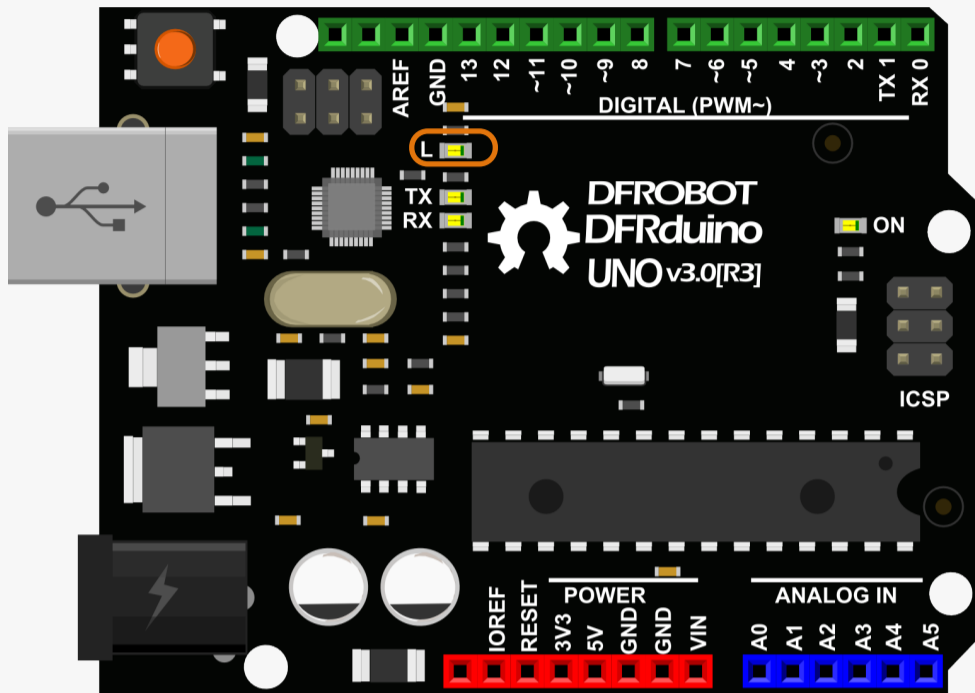 AREF
GND
13
12
~11
~10
~9
8
7
~6
~5
4
~3
2
TX 1
RX 0
DIGITAL (PWM~)
L
TX
RX
DFROBOT
DFRduino
UNO v3.0[R3]
ON
ICSP
POWER
ANALOG IN
IOREF
RESET
3V3
5V
GND
GND
VIN
A0
A1
A2
A3
A4
A5